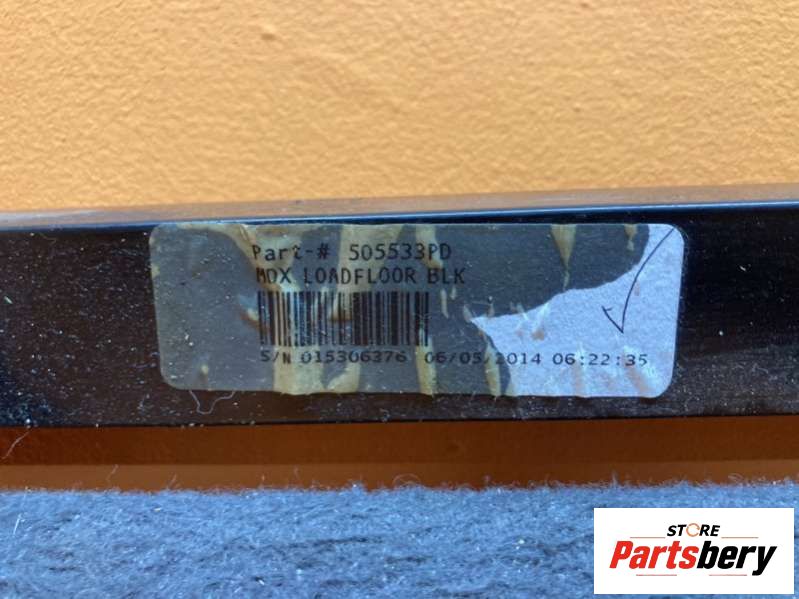 Part-# 505533PD
MDX LOADFLOOR BLK
S/N 015306376 06/05/2014 06:22:35
STORE
Partsbery